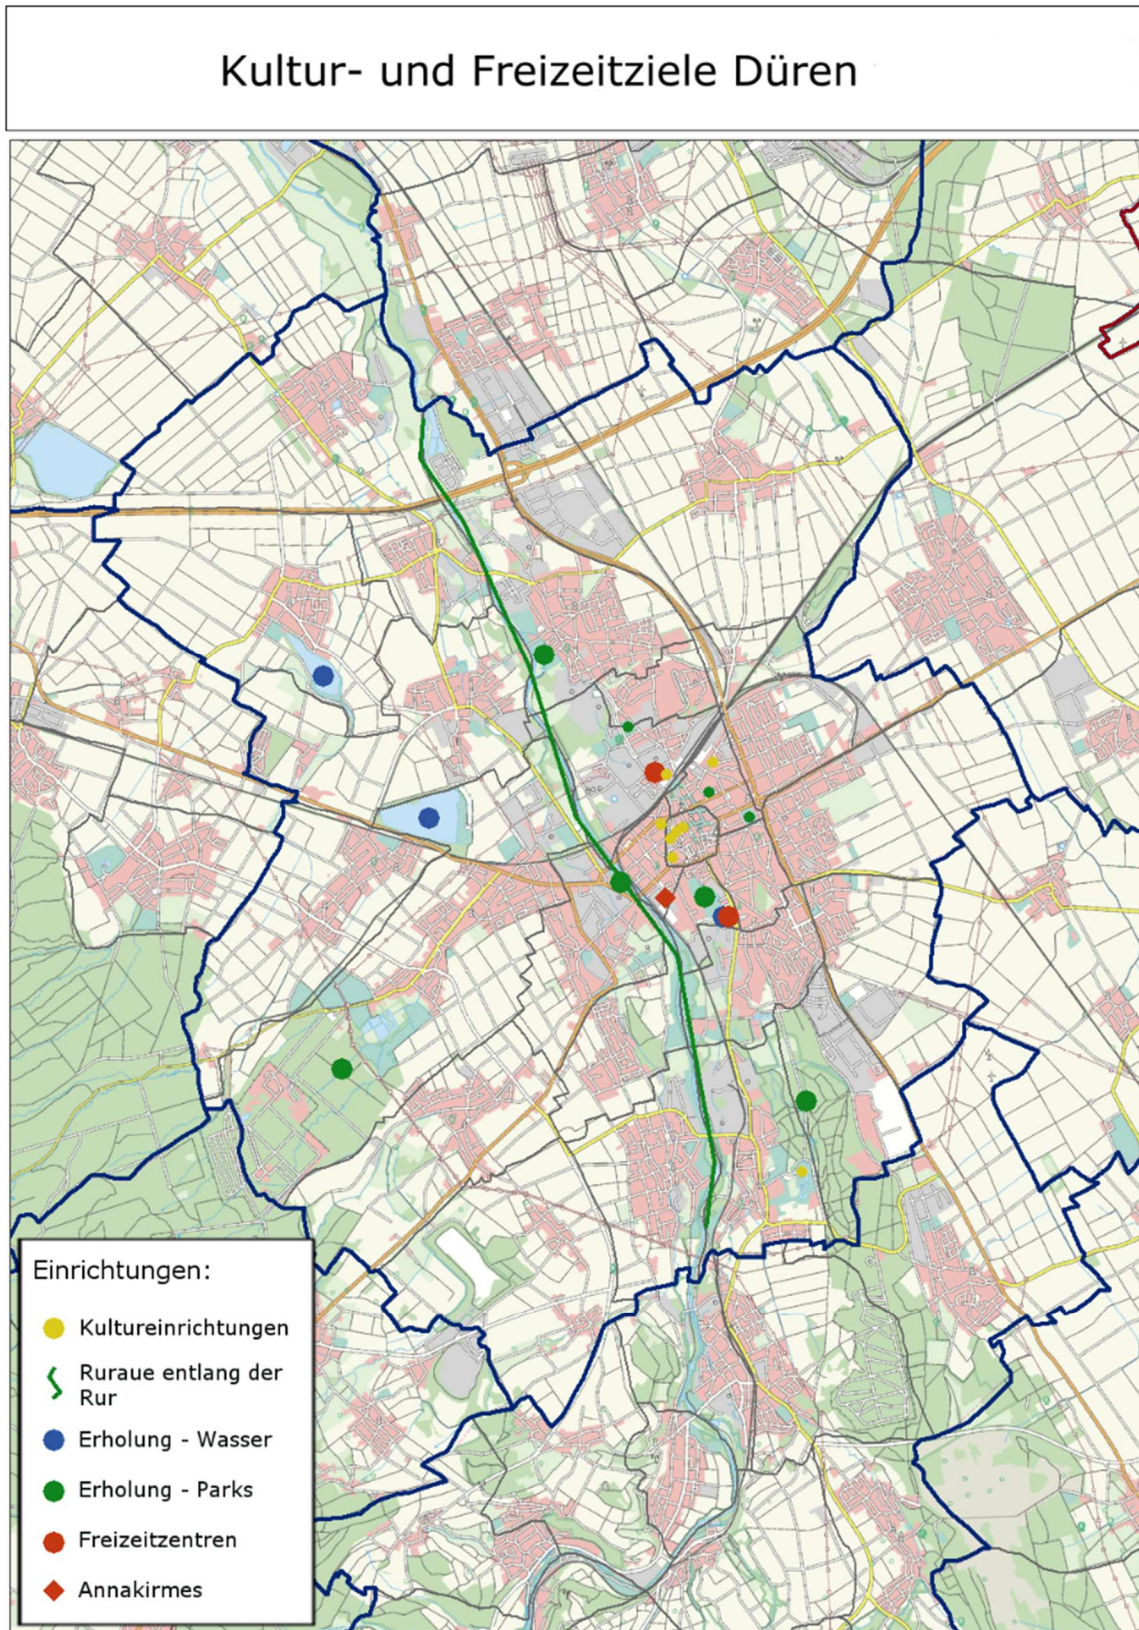 Kultur- und Freizeitziele Düren
Einrichtungen:
Kultureinrichtungen
Ruraue entlang der
Rur
Erholung - Wasser
Erholung - Parks
Freizeitzentren
Annakirmes